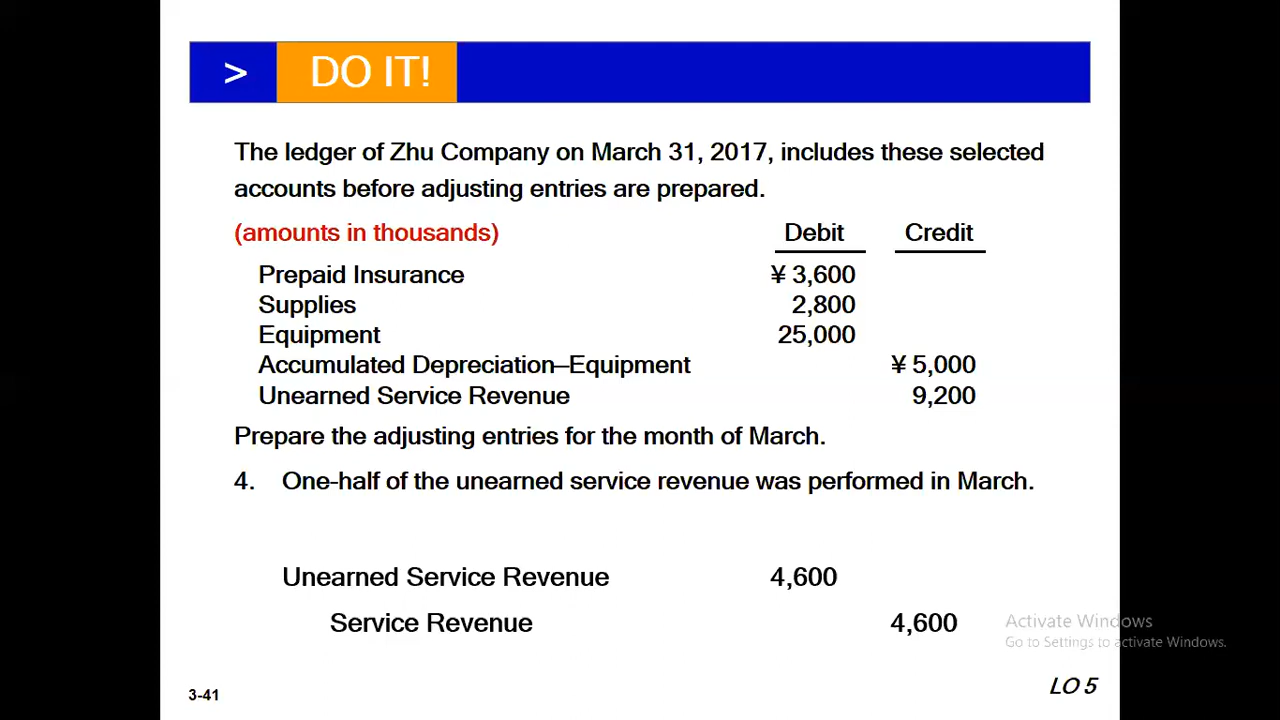 > DO IT!
The ledger of Zhu Company on March 31, 2017, includes these selected
accounts before adjusting entries are prepared.
(amounts in thousands) Debit Credit
Prepaid Insurance ¥ 3,600
Supplies 2,800
Equipment 25,000
Accumulated Depreciation—Equipment ¥ 5,000
Unearned Service Revenue 9,200
Prepare the adjusting entries for the month of March.
4. One-half of the unearned service revenue was performed in March.
Unearned Service Revenue 4,600
Service Revenue 4,600
Activate Windows
Go to Settings to activate Windows.
3-41 LO 5